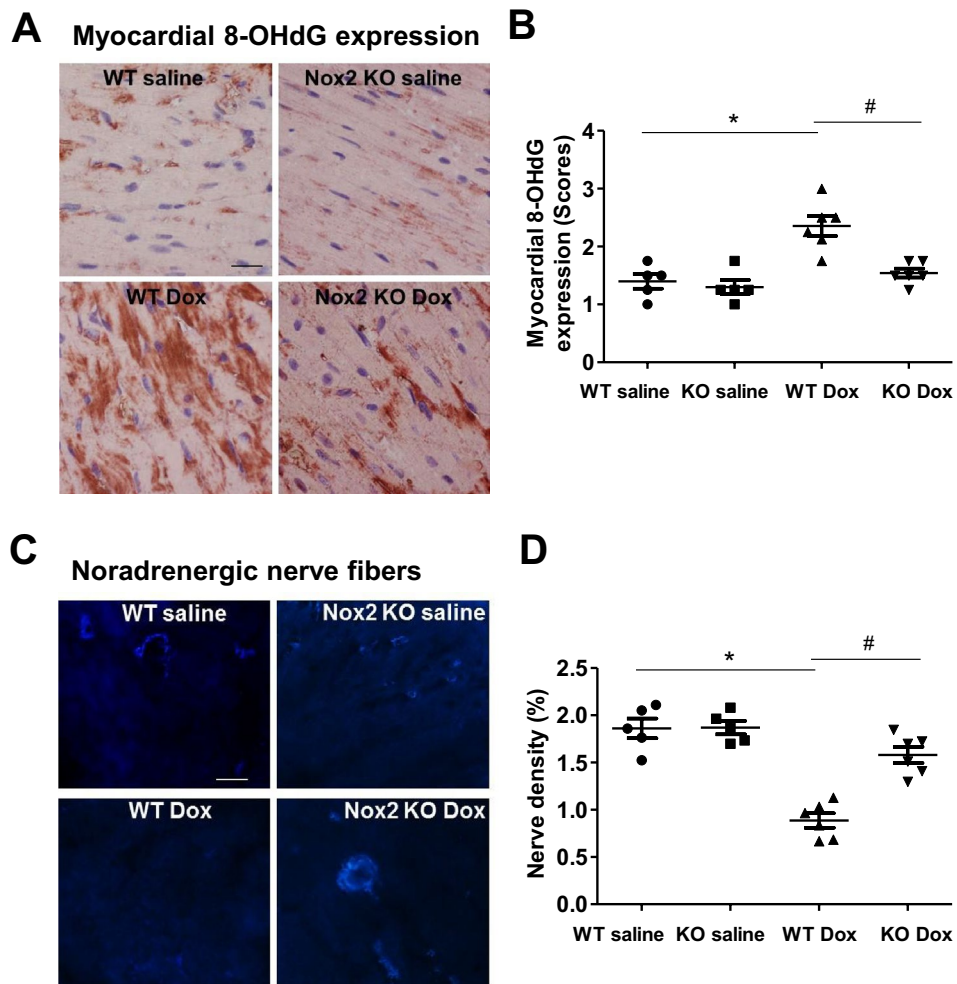 A Myocardial 8-OHdG expression
WT saline
Nox2 KO saline
WT Dox
Nox2 KO Dox
B
*
#
Myocardial 8-OHdG
expression (Scores)
4
3
2
1
0
WT saline KO saline WT Dox KO Dox
C
Noradrenergic nerve fibers
WT saline
Nox2 KO saline
WT Dox
Nox2 KO Dox
D
*
#
Nerve density (%)
2.5
2.0
1.5
1.0
0.5
0.0
WT saline KO saline WT Dox KO Dox